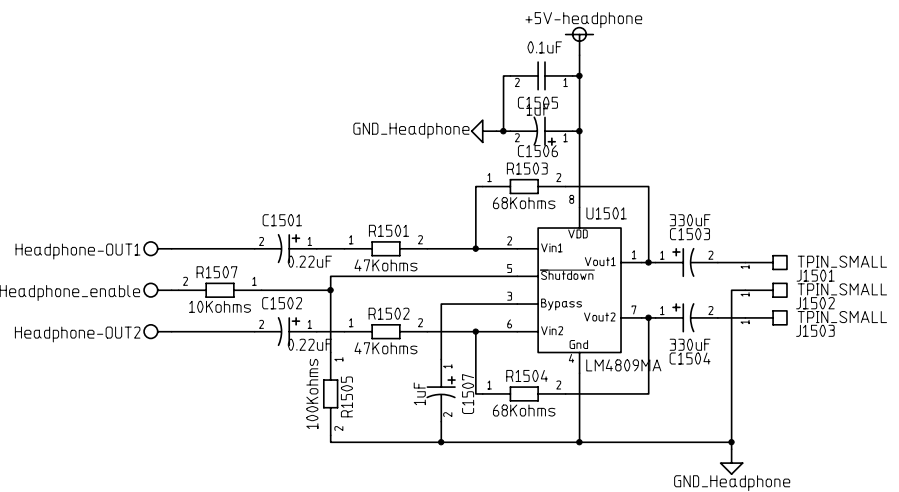 +5V-headphone
0.1uF
2 1
C1505
1uF
GND_Headphone
2 + 1
C1506
R1503
1 2
68Kohms
8
U1501
VDD
C1501
Headphone-OUT1
2 + 1
0.22uF
R1501
1 2
47Kohms
2 Vin1
Vout1 1
330uF
C1503
1 + 2
1
TPIN_SMALL
J1501
5 Shutdown
Headphone_enable
R1507
2 1
10Kohms
1
TPIN_SMALL
J1502
3 Bypass
C1502
Headphone-OUT2
2 + 1
0.22uF
R1502
1 2
47Kohms
6 Vin2
Vout2 7
1 + 2
330uF
C1504
1
TPIN_SMALL
J1503
Gnd
4
LM4809MA
100Kohms
R1505
1
2
1uF
C1507
1
+
2
R1504
1 2
68Kohms
GND_Headphone